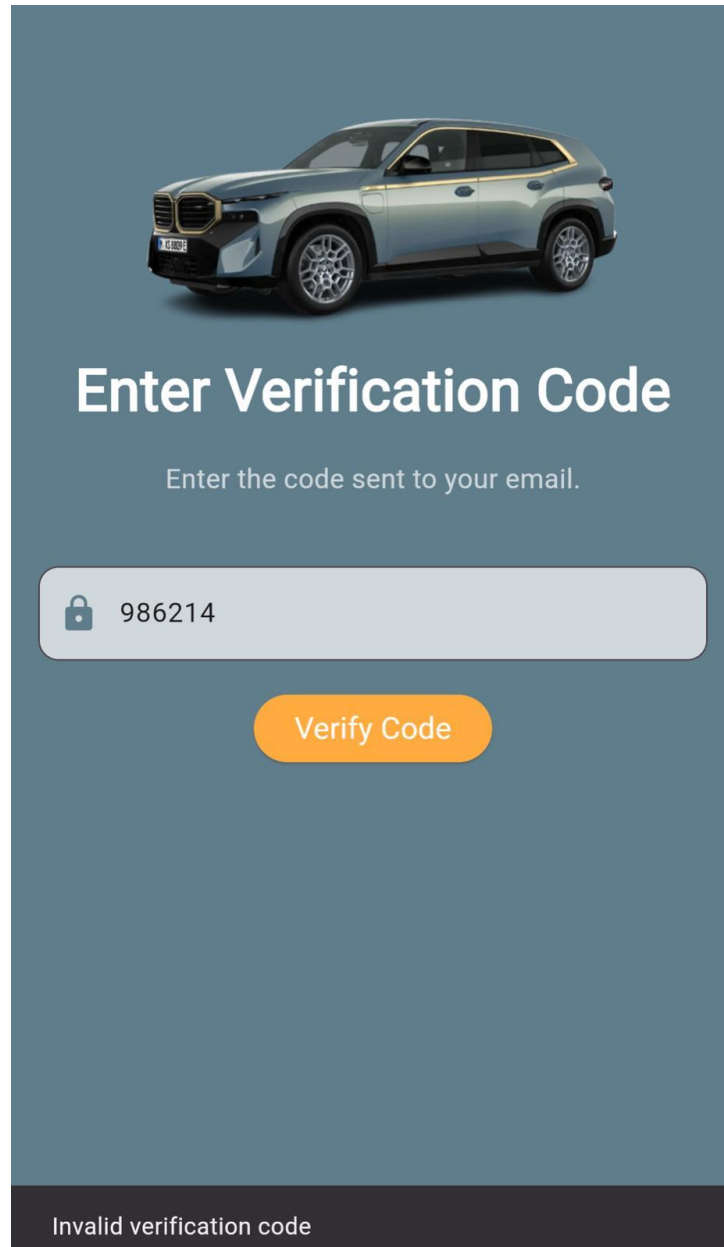 Enter Verification Code
Enter the code sent to your email.
986214
Verify Code
Invalid verification code